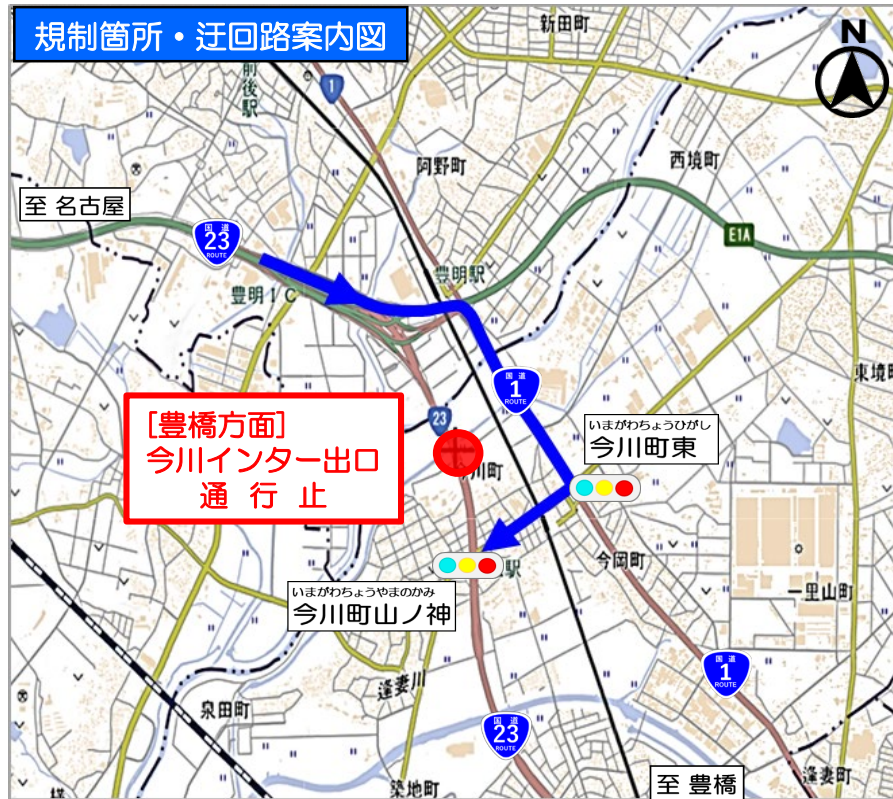 規制箇所・迂回路案内図
新田町
N
前後駅
1
阿野町
西境町
至 名古屋
国道
23
ROUTE
E1A
豊明駅
豊明IC
国道
1
ROUTE
東境町
[豊橋方面]
今川インター出口
通行止
23
いまがわちょうひがし
今川町東
川町
今岡町
駅
一里山町
いまがわちょうやまのかみ
今川町山ノ神
国道
1
ROUTE
逢妻川
泉田町
国道
23
ROUTE
築地町
至 豊橋
逢妻町